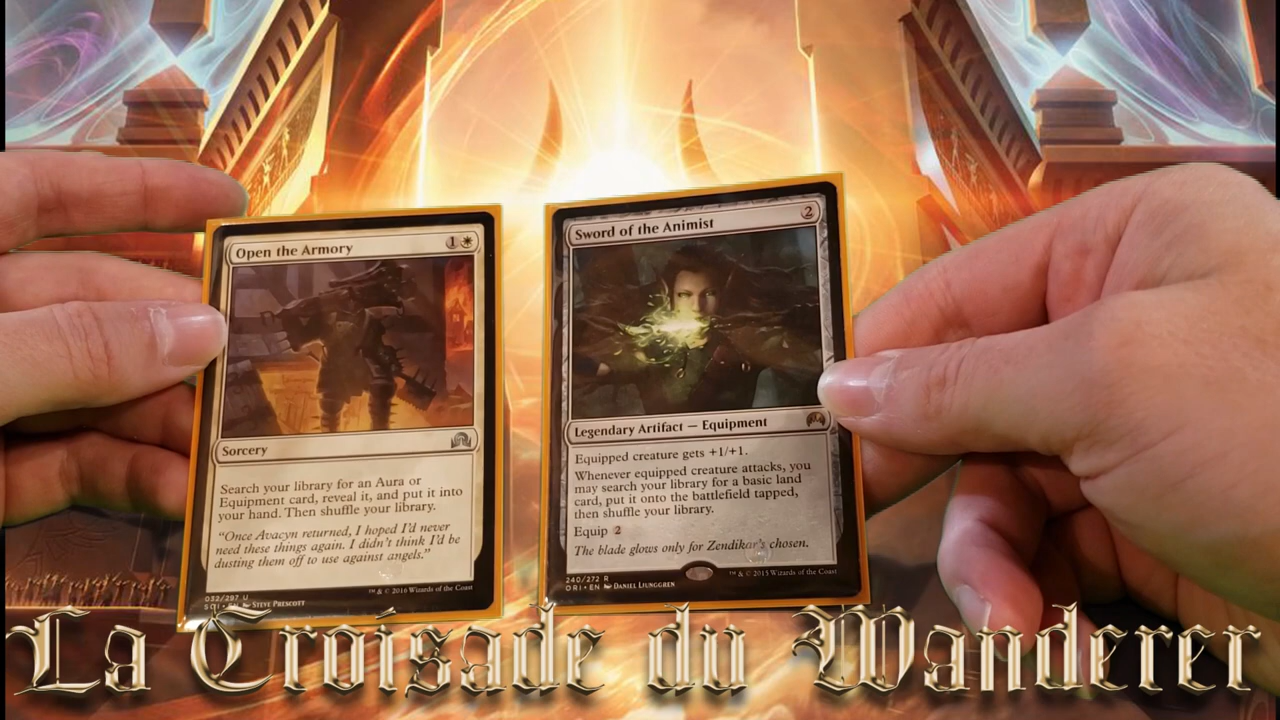 Open the Armory
1
Sorcery
Search your library for an Aura or
Equipment card, reveal it, and put it into
your hand. Then shuffle your library.
"Once Avacyn returned, I hoped I'd never
need these things again. I didn't think I'd be
dusting them off to use against angels."
032/297 U
SOI • EN STEVE PRESCOTT
™ & © 2016 Wizards of the Coast
Sword of the Animist
2
Legendary Artifact — Equipment
Equipped creature gets +1/+1.
Whenever equipped creature attacks, you
may search your library for a basic land
card, put it onto the battlefield tapped,
then shuffle your library.
Equip 2
The blade glows only for Zendikar's chosen.
240/272 R
ORI • EN DANIEL LJUNGGREN
™ & © 2015 Wizards of the Coast
La Croisade du Wanderer